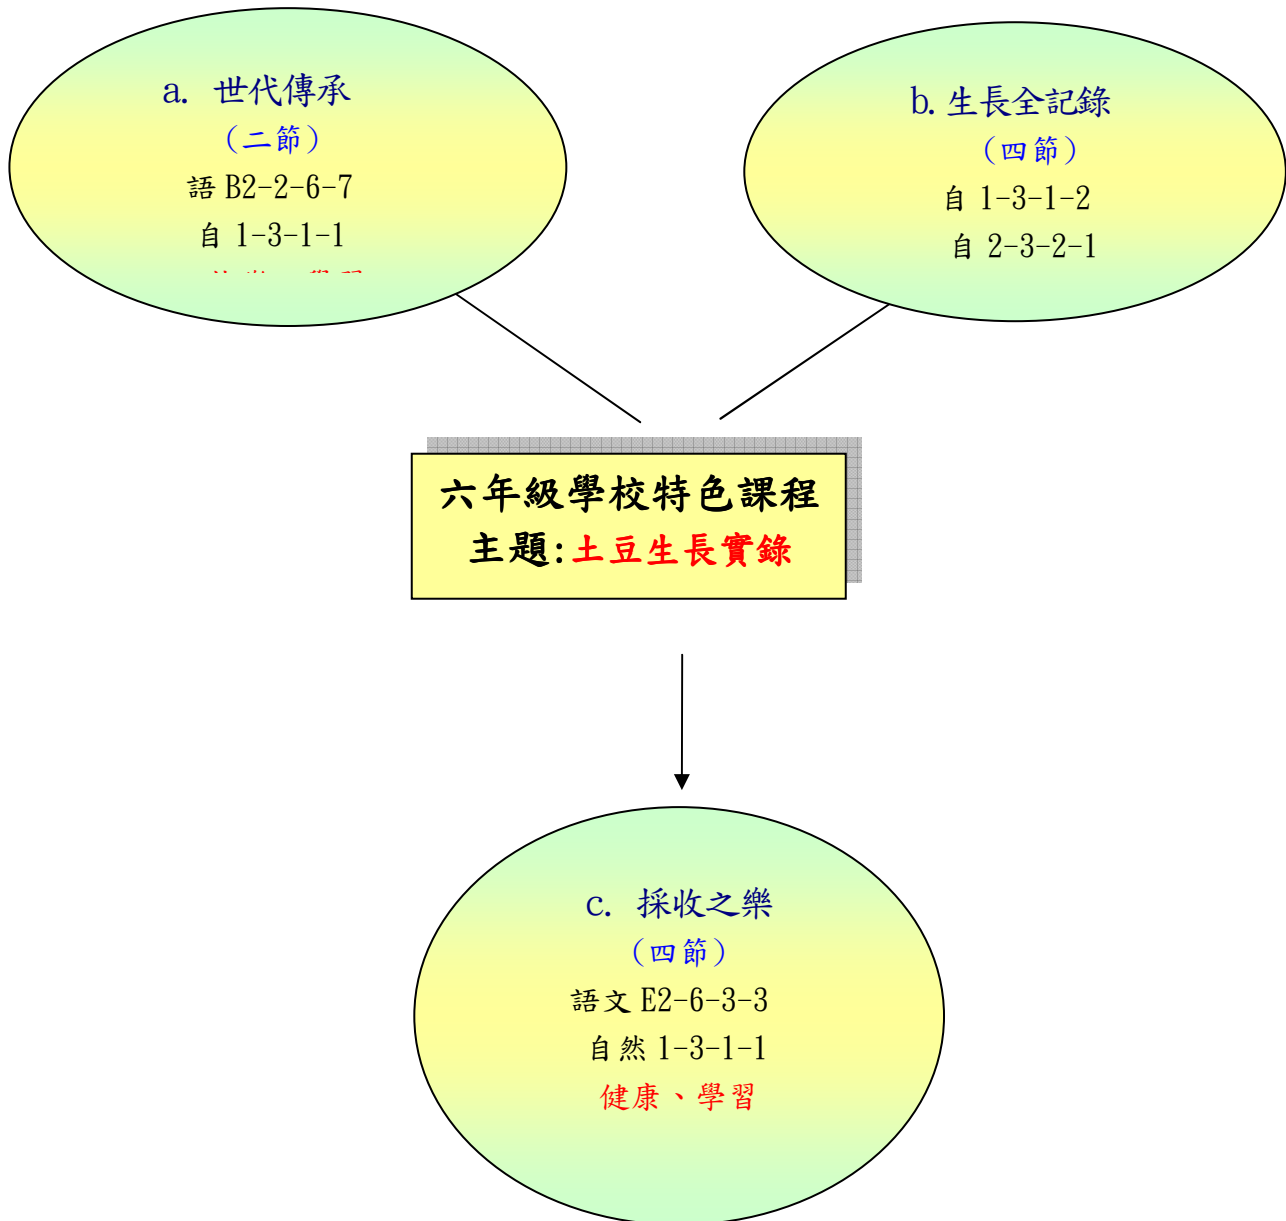 a. 世代傳承
(二節)
語 B2-2-6-7
自 1-3-1-1
b. 生長全記錄
(四節)
自 1-3-1-2
自 2-3-2-1
六年級學校特色課程
主題:土豆生長實錄
c. 採收之樂
(四節)
語文 E2-6-3-3
自然 1-3-1-1
健康、學習